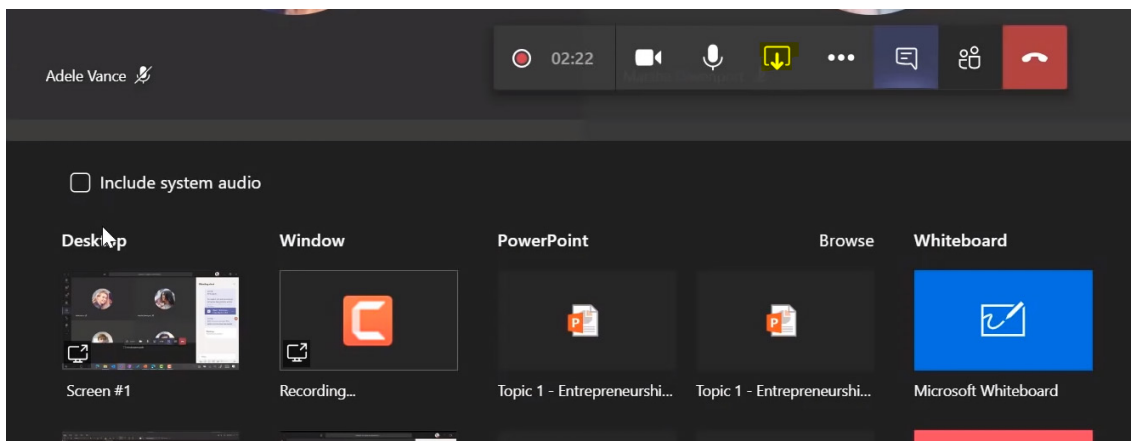 02:22
Adele Vance
Include system audio
Desktop
Window
PowerPoint
Browse
Whiteboard
Screen #1
Recording...
Topic 1 - Entrepreneurshi...
Topic 1 - Entrepreneurshi...
Microsoft Whiteboard